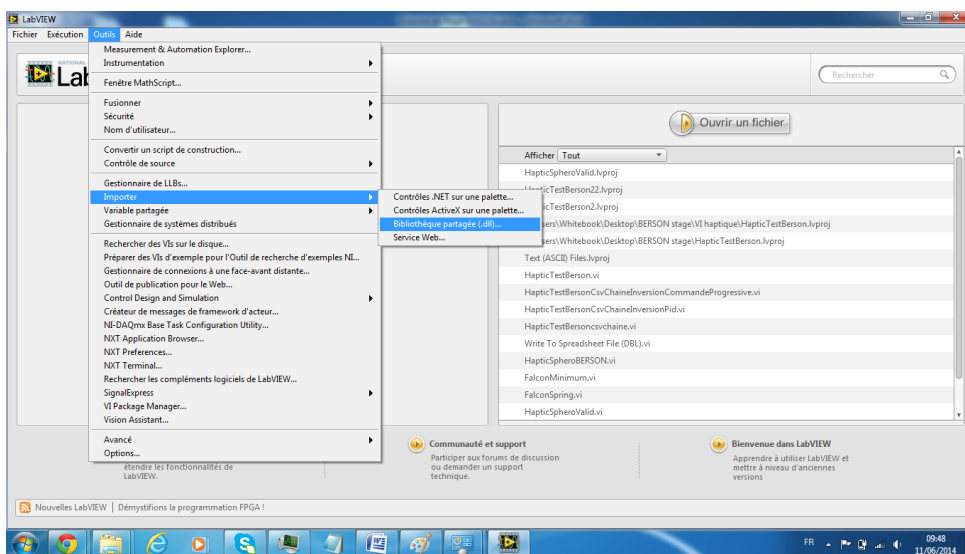 LabVIEW
Fichier Exécution Outils Aide
Measurement & Automation Explorer...
Instrumentation
Fenêtre MathScript...
Fusionner
Sécurité
Nom d'utilisateur...
Convertir un script de construction...
Contrôle de source
Gestionnaire de LLBs...
Importer
Variable partagée
Gestionnaire de systèmes distribués
Rechercher des VIs sur le disque...
Préparer des VIs d'exemple pour l'Outil de recherche d'exemples NI...
Gestionnaire de connexions à une face-avant distante...
Outil de publication pour le Web...
Control Design and Simulation
Créateur de messages de framework d'acteur...
NI-DAQmx Base Task Configuration Utility...
NXT Application Browser...
NXT Preferences...
NXT Terminal...
Rechercher les compléments logiciels de LabVIEW...
SignalExpress
VI Package Manager...
Vision Assistant...
Avancé
Options...
Contrôles .NET sur une palette...
Contrôles ActiveX sur une palette...
Bibliothèque partagée (.dll)...
Service Web...
NATIONAL
Lab
Rechercher
Ouvrir un fichier
Afficher Tout
HapticSpheroValid.lvproj
HapticTestBerson22.lvproj
ticTestBerson2.lvproj
sers\Whitebook\Desktop\BERSON stage\VI haptique\HapticTestBerson.lvproj
sers\Whitebook\Desktop\BERSON stage\HapticTestBerson.lvproj
Text (ASCII) Files.lvproj
HapticTestBerson.vi
HapticTestBersonCsvChaineInversionCommandeProgressive.vi
HapticTestBersonCsvChaineInversionPid.vi
HapticTestBersoncsvchaine.vi
Write To Spreadsheet File (DBL).vi
HapticSpheroBERSON.vi
FalconMinimum.vi
FalconSpring.vi
HapticSpheroValid.vi
étendre les fonctionnalités de
LabVIEW.
Communauté et support
Participer aux forums de discussion
ou demander un support
technique.
Bienvenue dans LabVIEW
Apprendre à utiliser LabVIEW et
mettre à niveau d'anciennes
versions
Nouvelles LabVIEW | Démystifions la programmation FPGA !
FR
09:48
11/06/2014